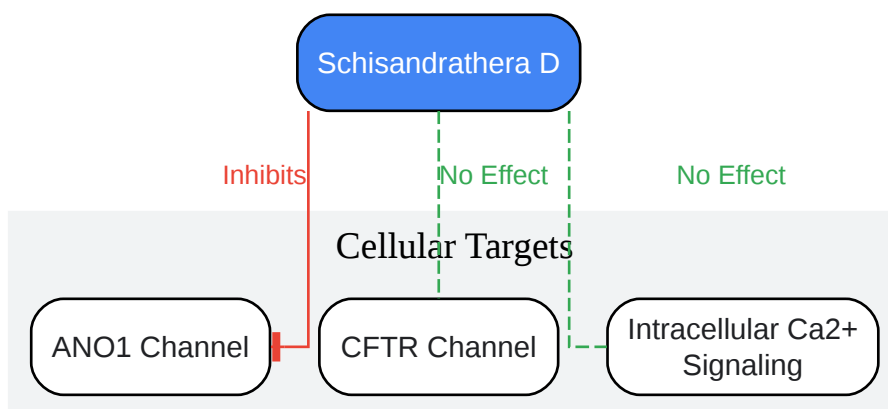 Schisandrathera D
Inhibits
No Effect
No Effect
Cellular Targets
ANO1 Channel
CFTR Channel
Intracellular Ca2+
Signaling